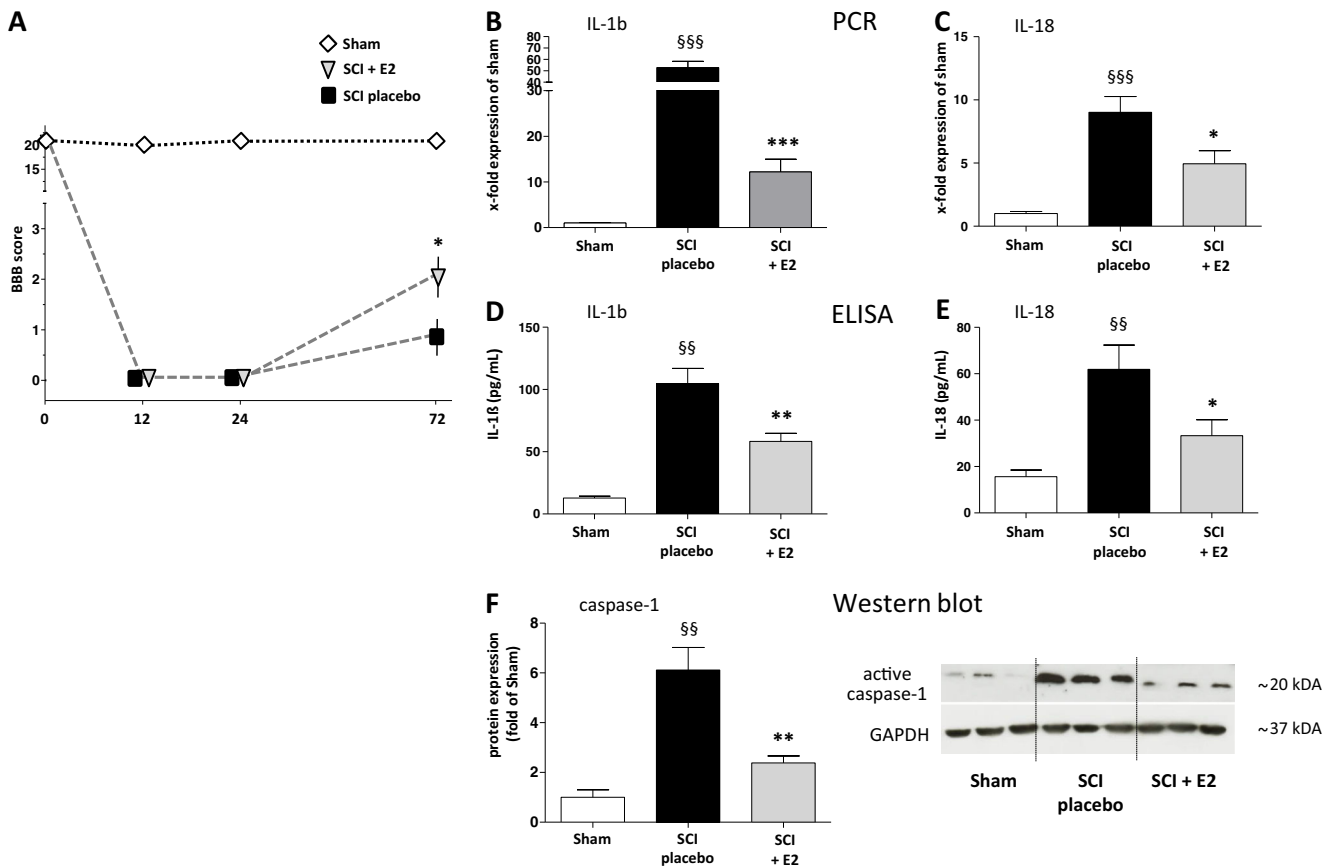 A
Sham
SCI + E2
SCI placebo
BBB score
20
15
3
2
1
0
*
0 12 24 72
B
IL-1b
PCR
x-fold expression of sham
80
70
60
50
40
30
20
10
0
§§§
***
Sham
SCI placebo
SCI + E2
C
IL-18
x-fold expression of sham
15
10
5
0
§§§
*
Sham
SCI placebo
SCI + E2
D
IL-1b
ELISA
IL-1ß (pg/mL)
150
100
50
0
§§
**
Sham
SCI placebo
SCI + E2
E
IL-18
IL-18 (pg/mL)
80
60
40
20
0
§§
*
Sham
SCI placebo
SCI + E2
F
caspase-1
protein expression
(fold of Sham)
8
6
4
2
0
§§
**
Sham
SCI placebo
SCI + E2
Western blot
active
caspase-1
~20 kDA
GAPDH
~37 kDA
Sham
SCI placebo
SCI + E2